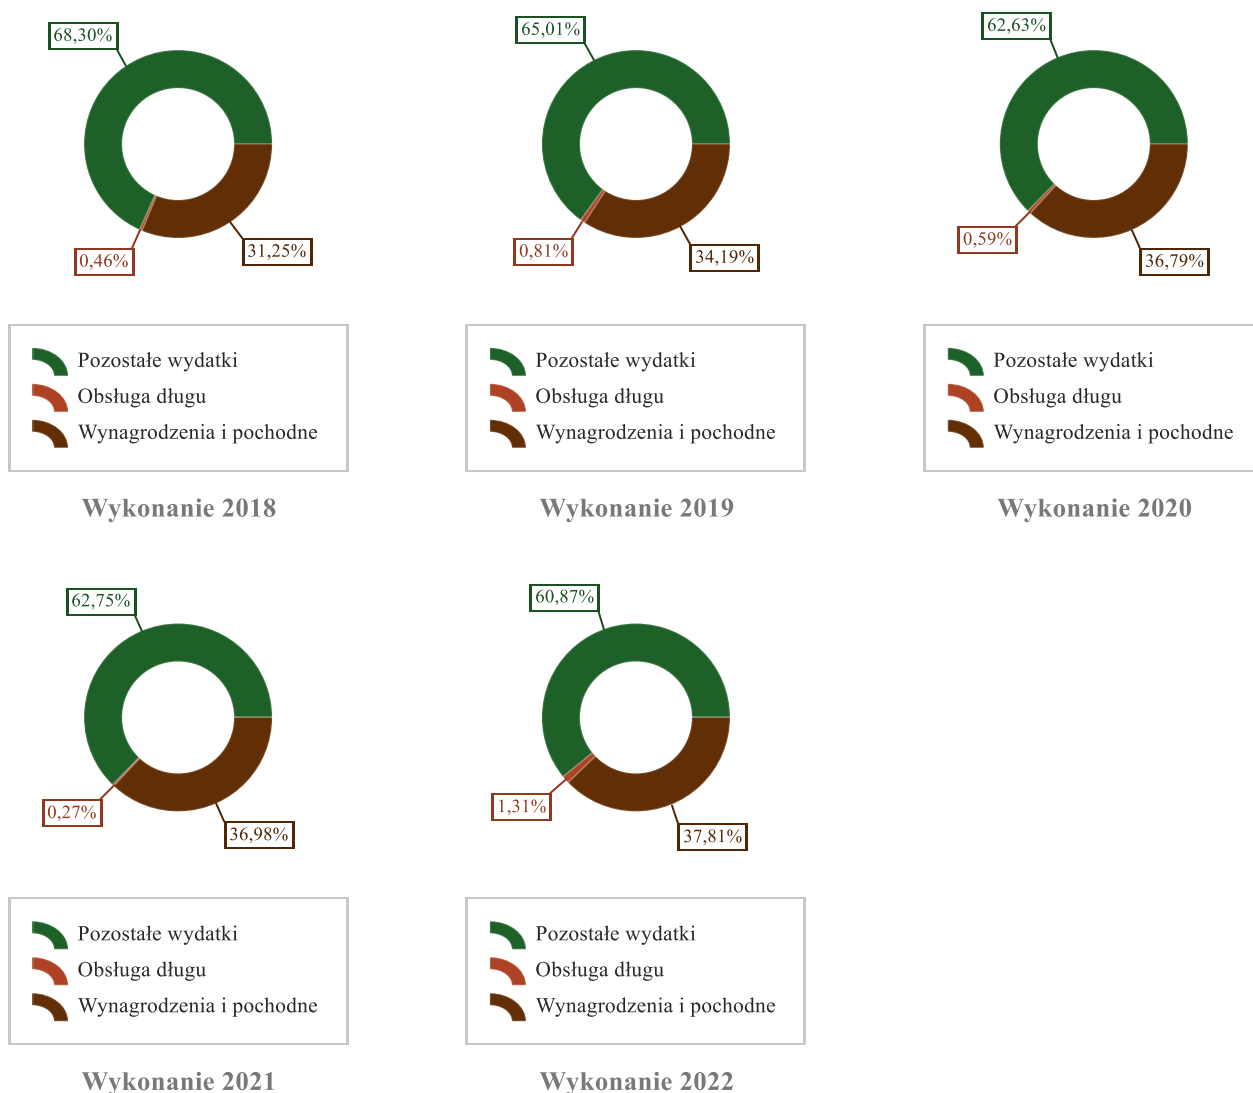 68,30%
0,46%
31,25%
Pozostałe wydatki
Obsługa długu
Wynagrodzenia i pochodne
Wykonanie 2018
65,01%
0,81%
34,19%
Pozostałe wydatki
Obsługa długu
Wynagrodzenia i pochodne
Wykonanie 2019
62,63%
0,59%
36,79%
Pozostałe wydatki
Obsługa długu
Wynagrodzenia i pochodne
Wykonanie 2020
62,75%
0,27%
36,98%
Pozostałe wydatki
Obsługa długu
Wynagrodzenia i pochodne
Wykonanie 2021
60,87%
1,31%
37,81%
Pozostałe wydatki
Obsługa długu
Wynagrodzenia i pochodne
Wykonanie 2022